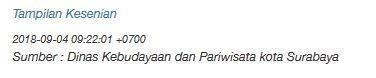 Tampilan Kesenian
2018-09-04 09:22:01 +0700
Sumber : Dinas Kebudayaan dan Pariwisata kota Surabaya